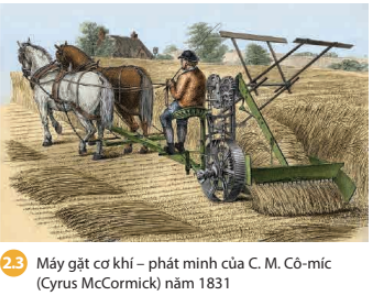 2.3 Máy gặt cơ khí – phát minh của C. M. Cô-míc
(Cyrus McCormick) năm 1831